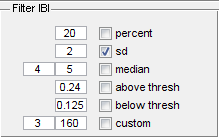 Filter IBI
20 percent
2 sd
4 5 median
0.24 above thresh
0.125 below thresh
3 160 custom